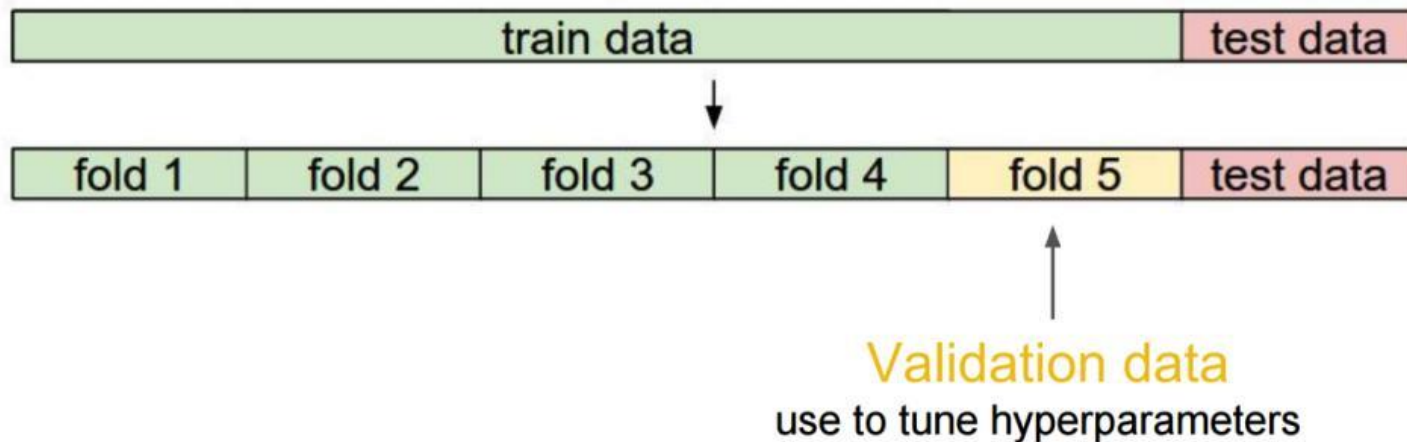 train data test data
fold 1 fold 2 fold 3 fold 4 fold 5 test data
Validation data
use to tune hyperparameters